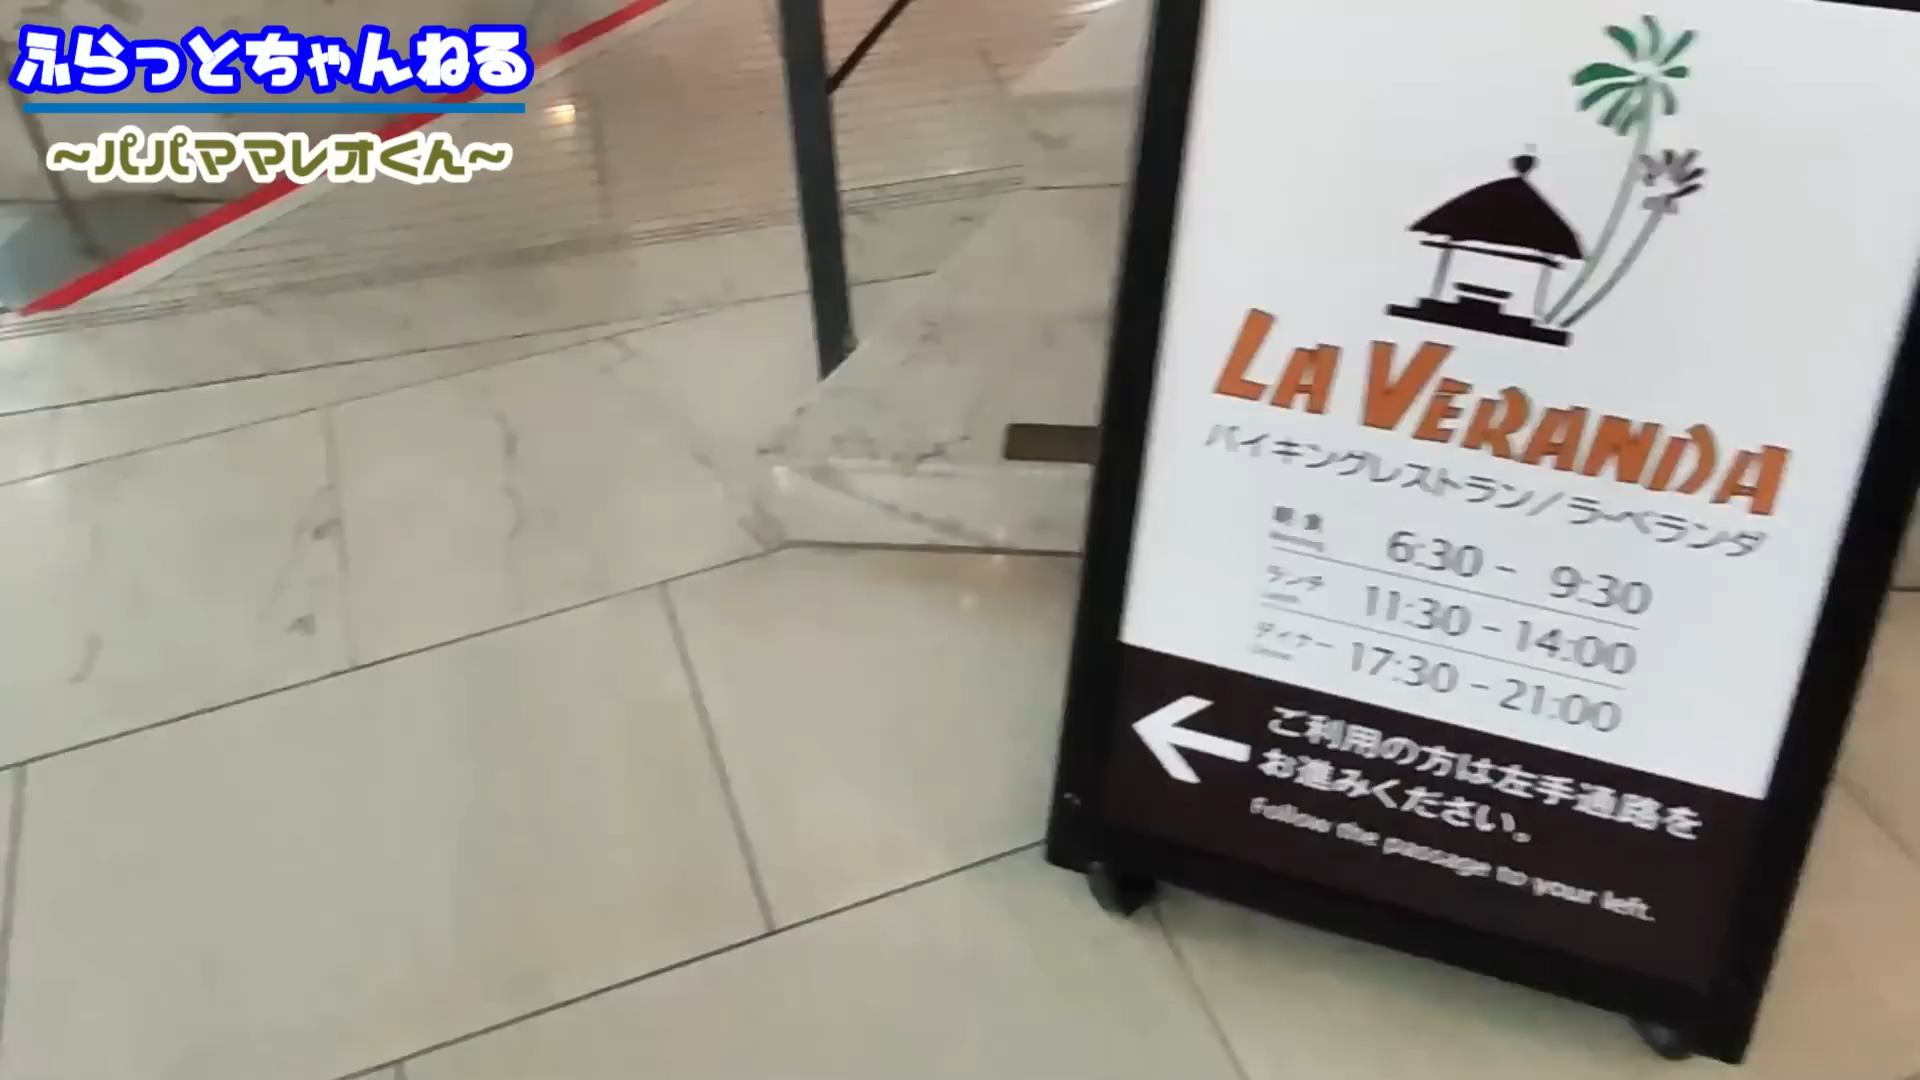 ふらっとちゃんねる
~パパママレオくん~
LA VERANDA
バイキングレストラン/ラ・ベランダ
朝食 6:30 - 9:30
ランチ 11:30 - 14:00
ディナー 17:30 - 21:00
ご利用の方は左手通路を
お進みください。
Follow the passage to your left.